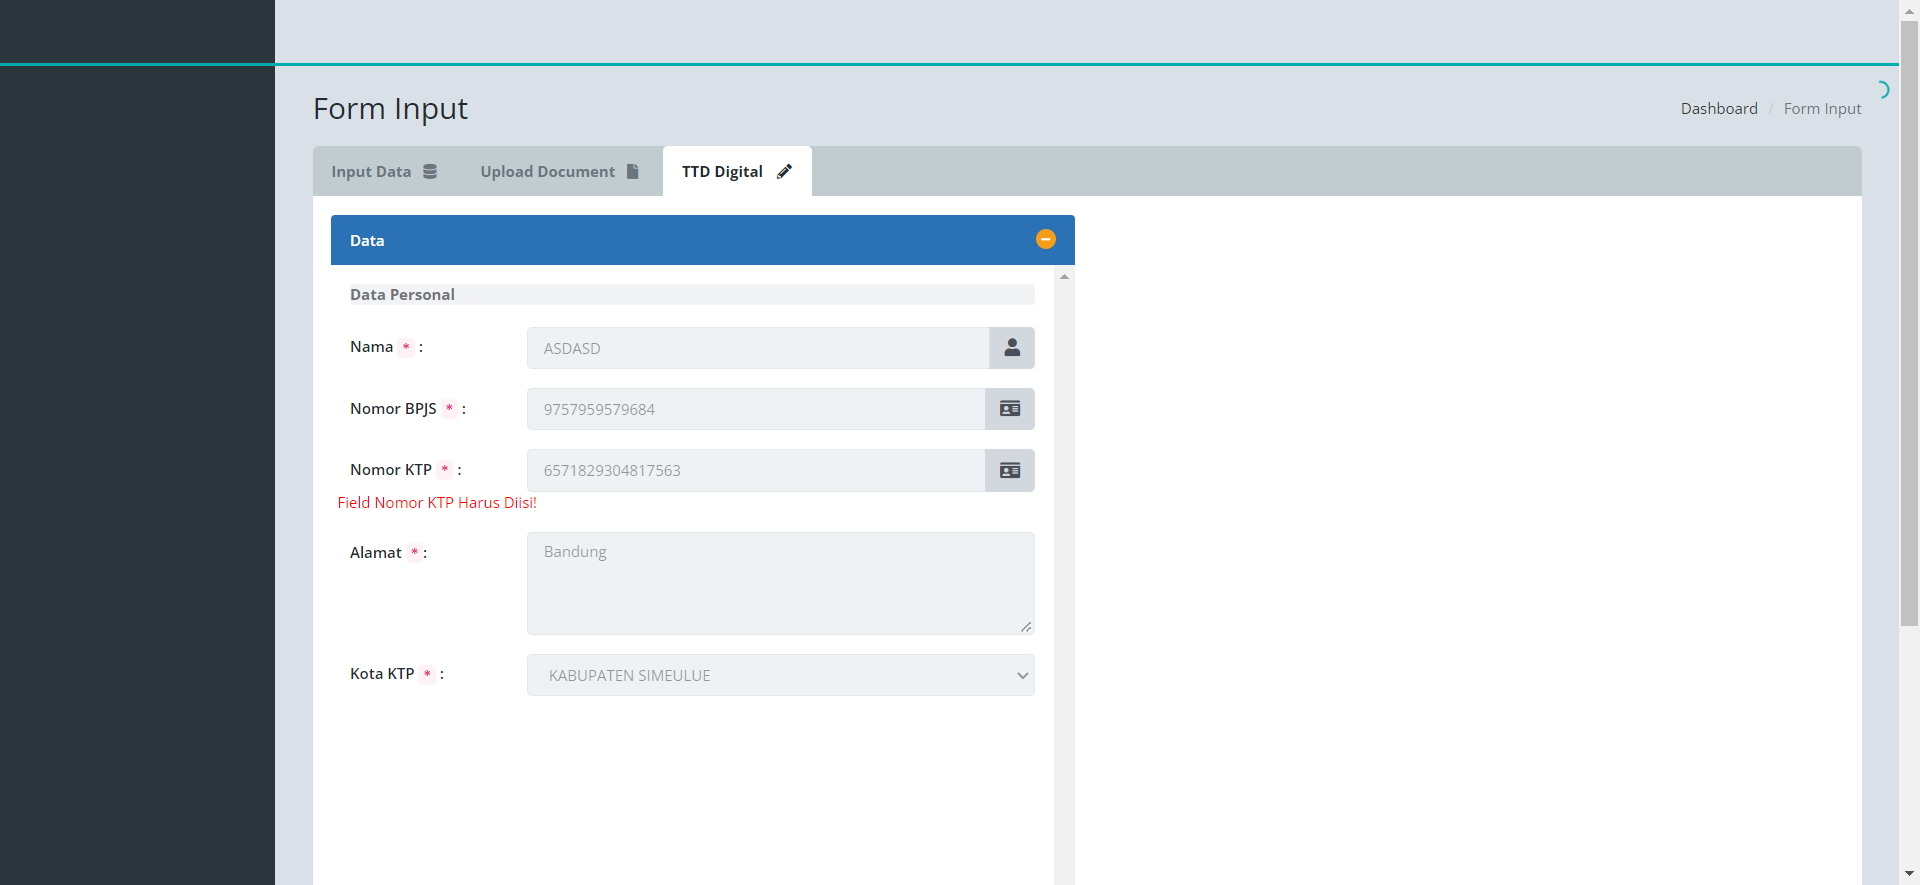 Form Input
Dashboard / Form Input
Input Data
Upload Document
TTD Digital
Data
Data Personal
Nama * :
ASDASD
Nomor BPJS * :
9757959579684
Nomor KTP * :
6571829304817563
Field Nomor KTP Harus Diisi!
Alamat * :
Bandung
Kota KTP * :
KABUPATEN SIMEULUE